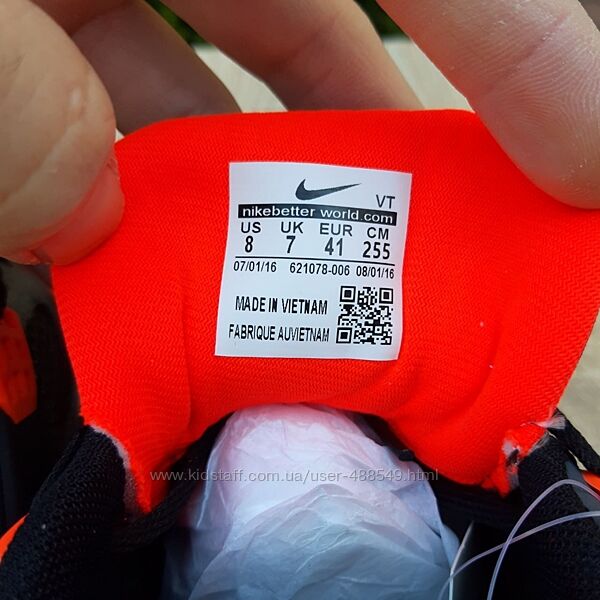 VT
nikebetter world.com
US UK EUR CM
8 7 41 255
07/01/16 621078-006 08/01/16
MADE IN VIETNAM
FABRIQUE AUVIETNAM
www.kidstaff.com.ua/user-488549.html